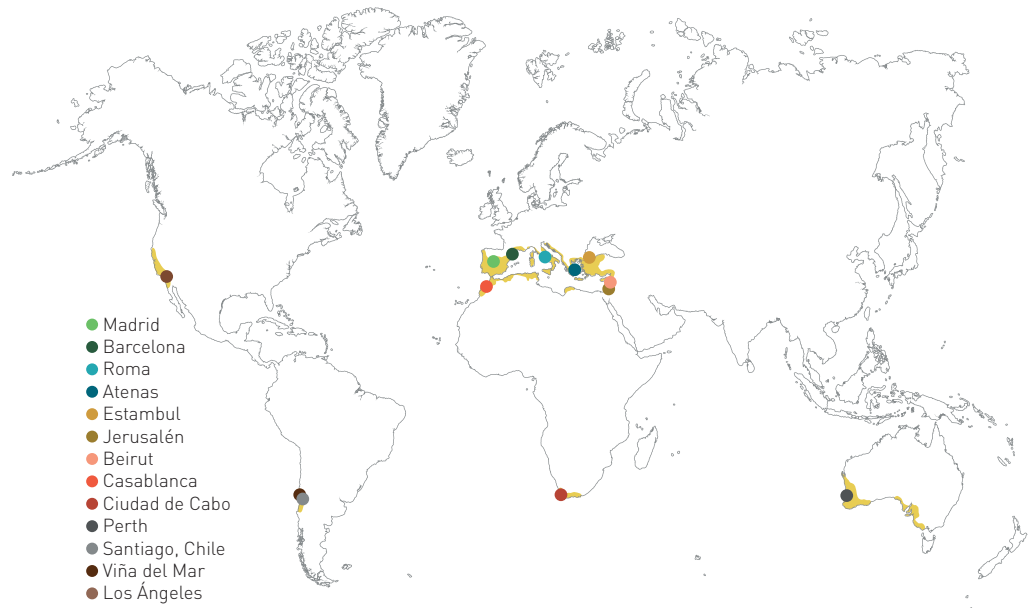 Madrid
Barcelona
Roma
Atenas
Estambul
Jerusalén
Beirut
Casablanca
Ciudad de Cabo
Perth
Santiago, Chile
Viña del Mar
Los Ángeles